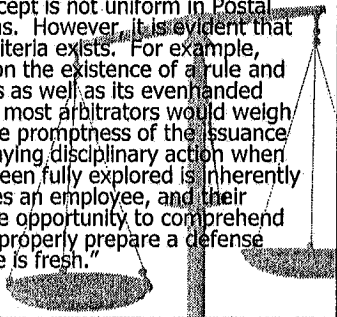 cept is not uniform in Postal
s. However, it is evident that
iteria exists. For example,
on the existence of a rule and
s as well as its evenhanded
most arbitrators would weigh
e promptness of the issuance
aying disciplinary action when
een fully explored is inherently
es an employee, and their
e opportunity to comprehend
properly prepare a defense
e is fresh."